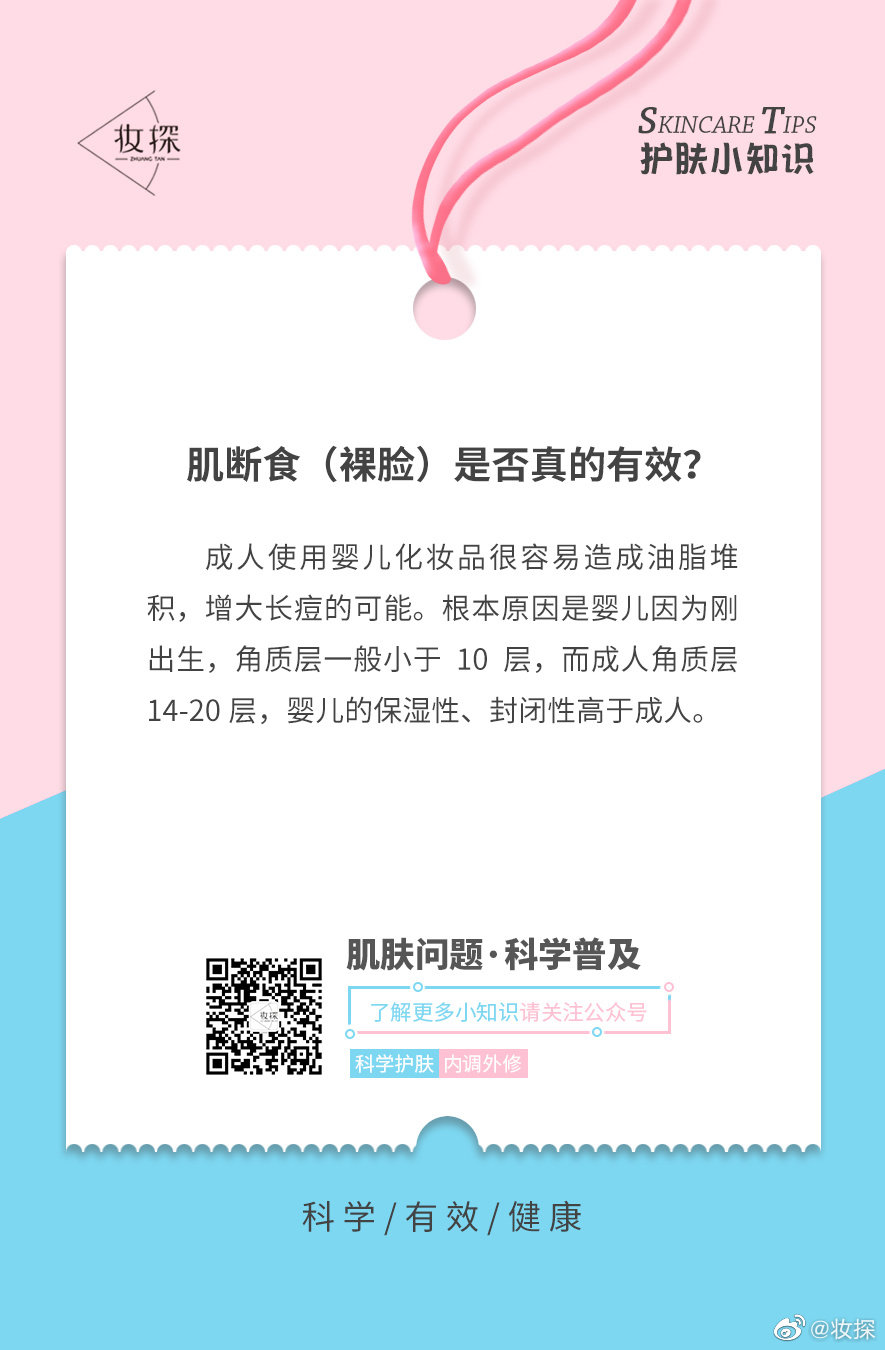 妆探
ZHUANG TAN
SKINCARE TIPS
护肤小知识
肌断食（裸脸）是否真的有效？
成人使用婴儿化妆品很容易造成油脂堆
积，增大长痘的可能。根本原因是婴儿因为刚
出生，角质层一般小于 10 层，而成人角质层
14-20 层，婴儿的保湿性、封闭性高于成人。
肌肤问题·科学普及
了解更多小知识请关注公众号
科学护肤 内调外修
妆探
科学/有效/健康
@妆探